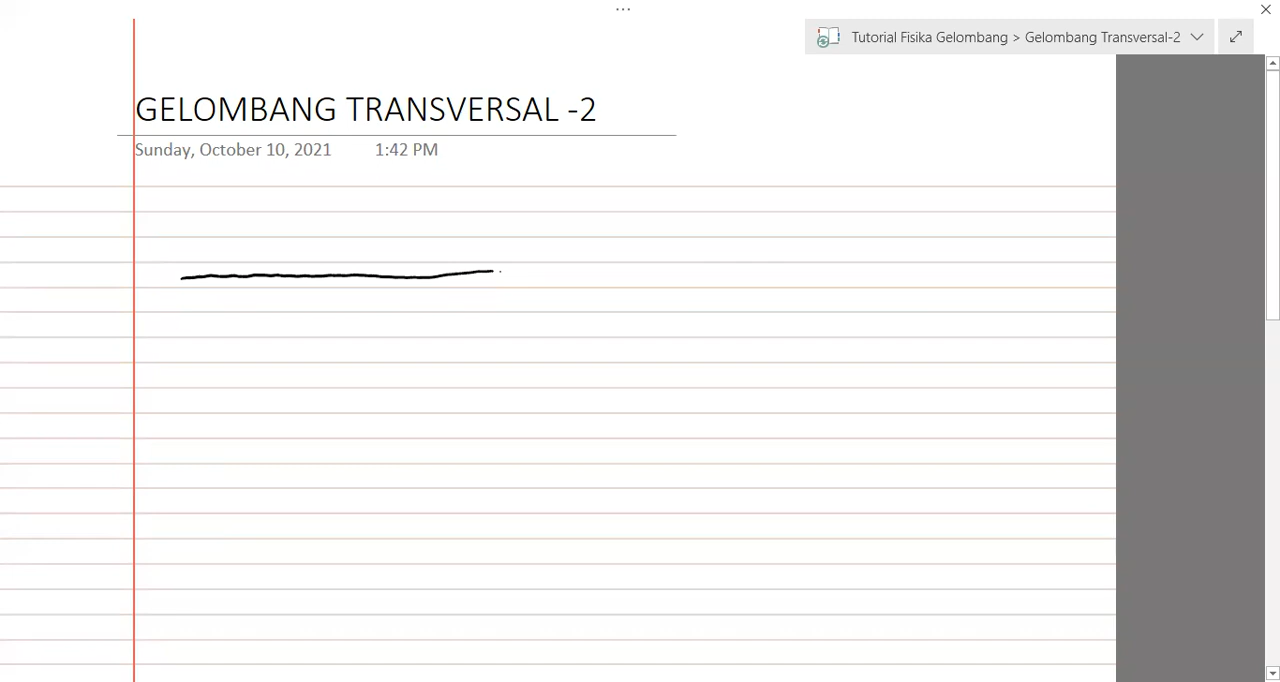 ...
Tutorial Fisika Gelombang > Gelombang Transversal-2
GELOMBANG TRANSVERSAL -2
Sunday, October 10, 2021 1:42 PM